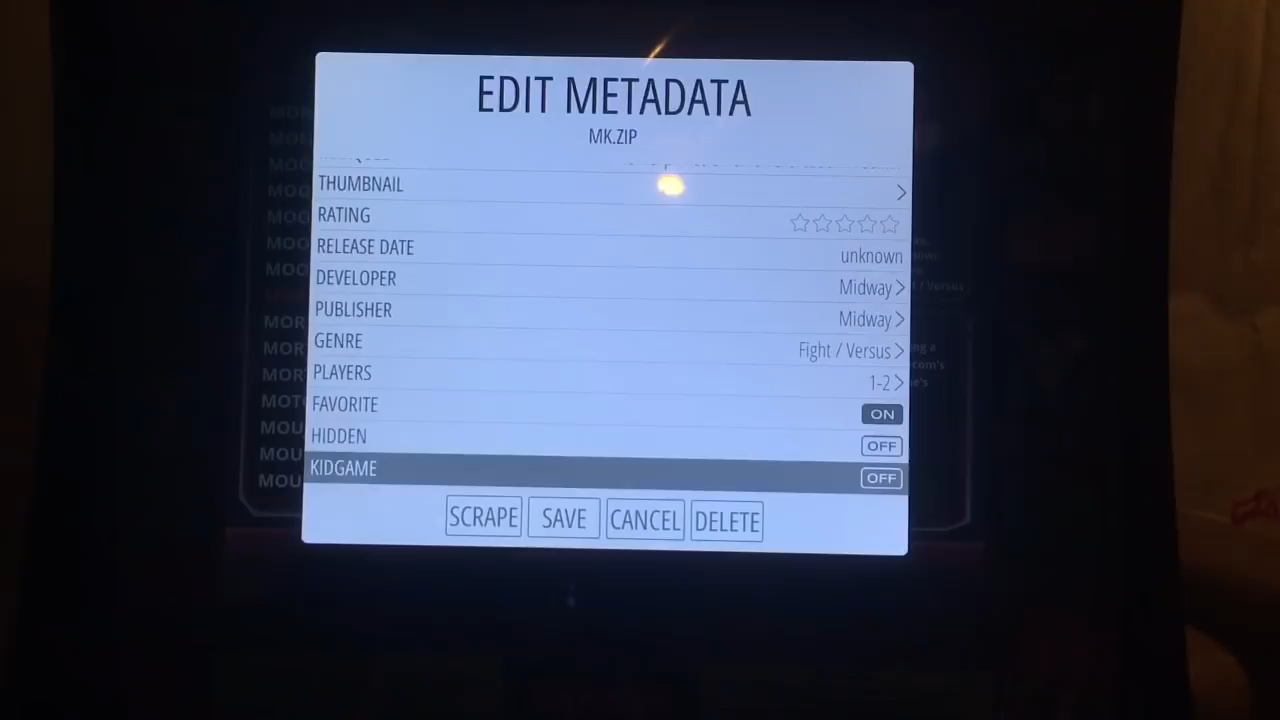 EDIT METADATA
MK.ZIP
THUMBNAIL >
RATING
RELEASE DATE unknown
DEVELOPER Midway >
PUBLISHER Midway >
GENRE Fight / Versus >
PLAYERS 1-2 >
FAVORITE ON
HIDDEN OFF
KIDGAME OFF
SCRAPE SAVE CANCEL DELETE